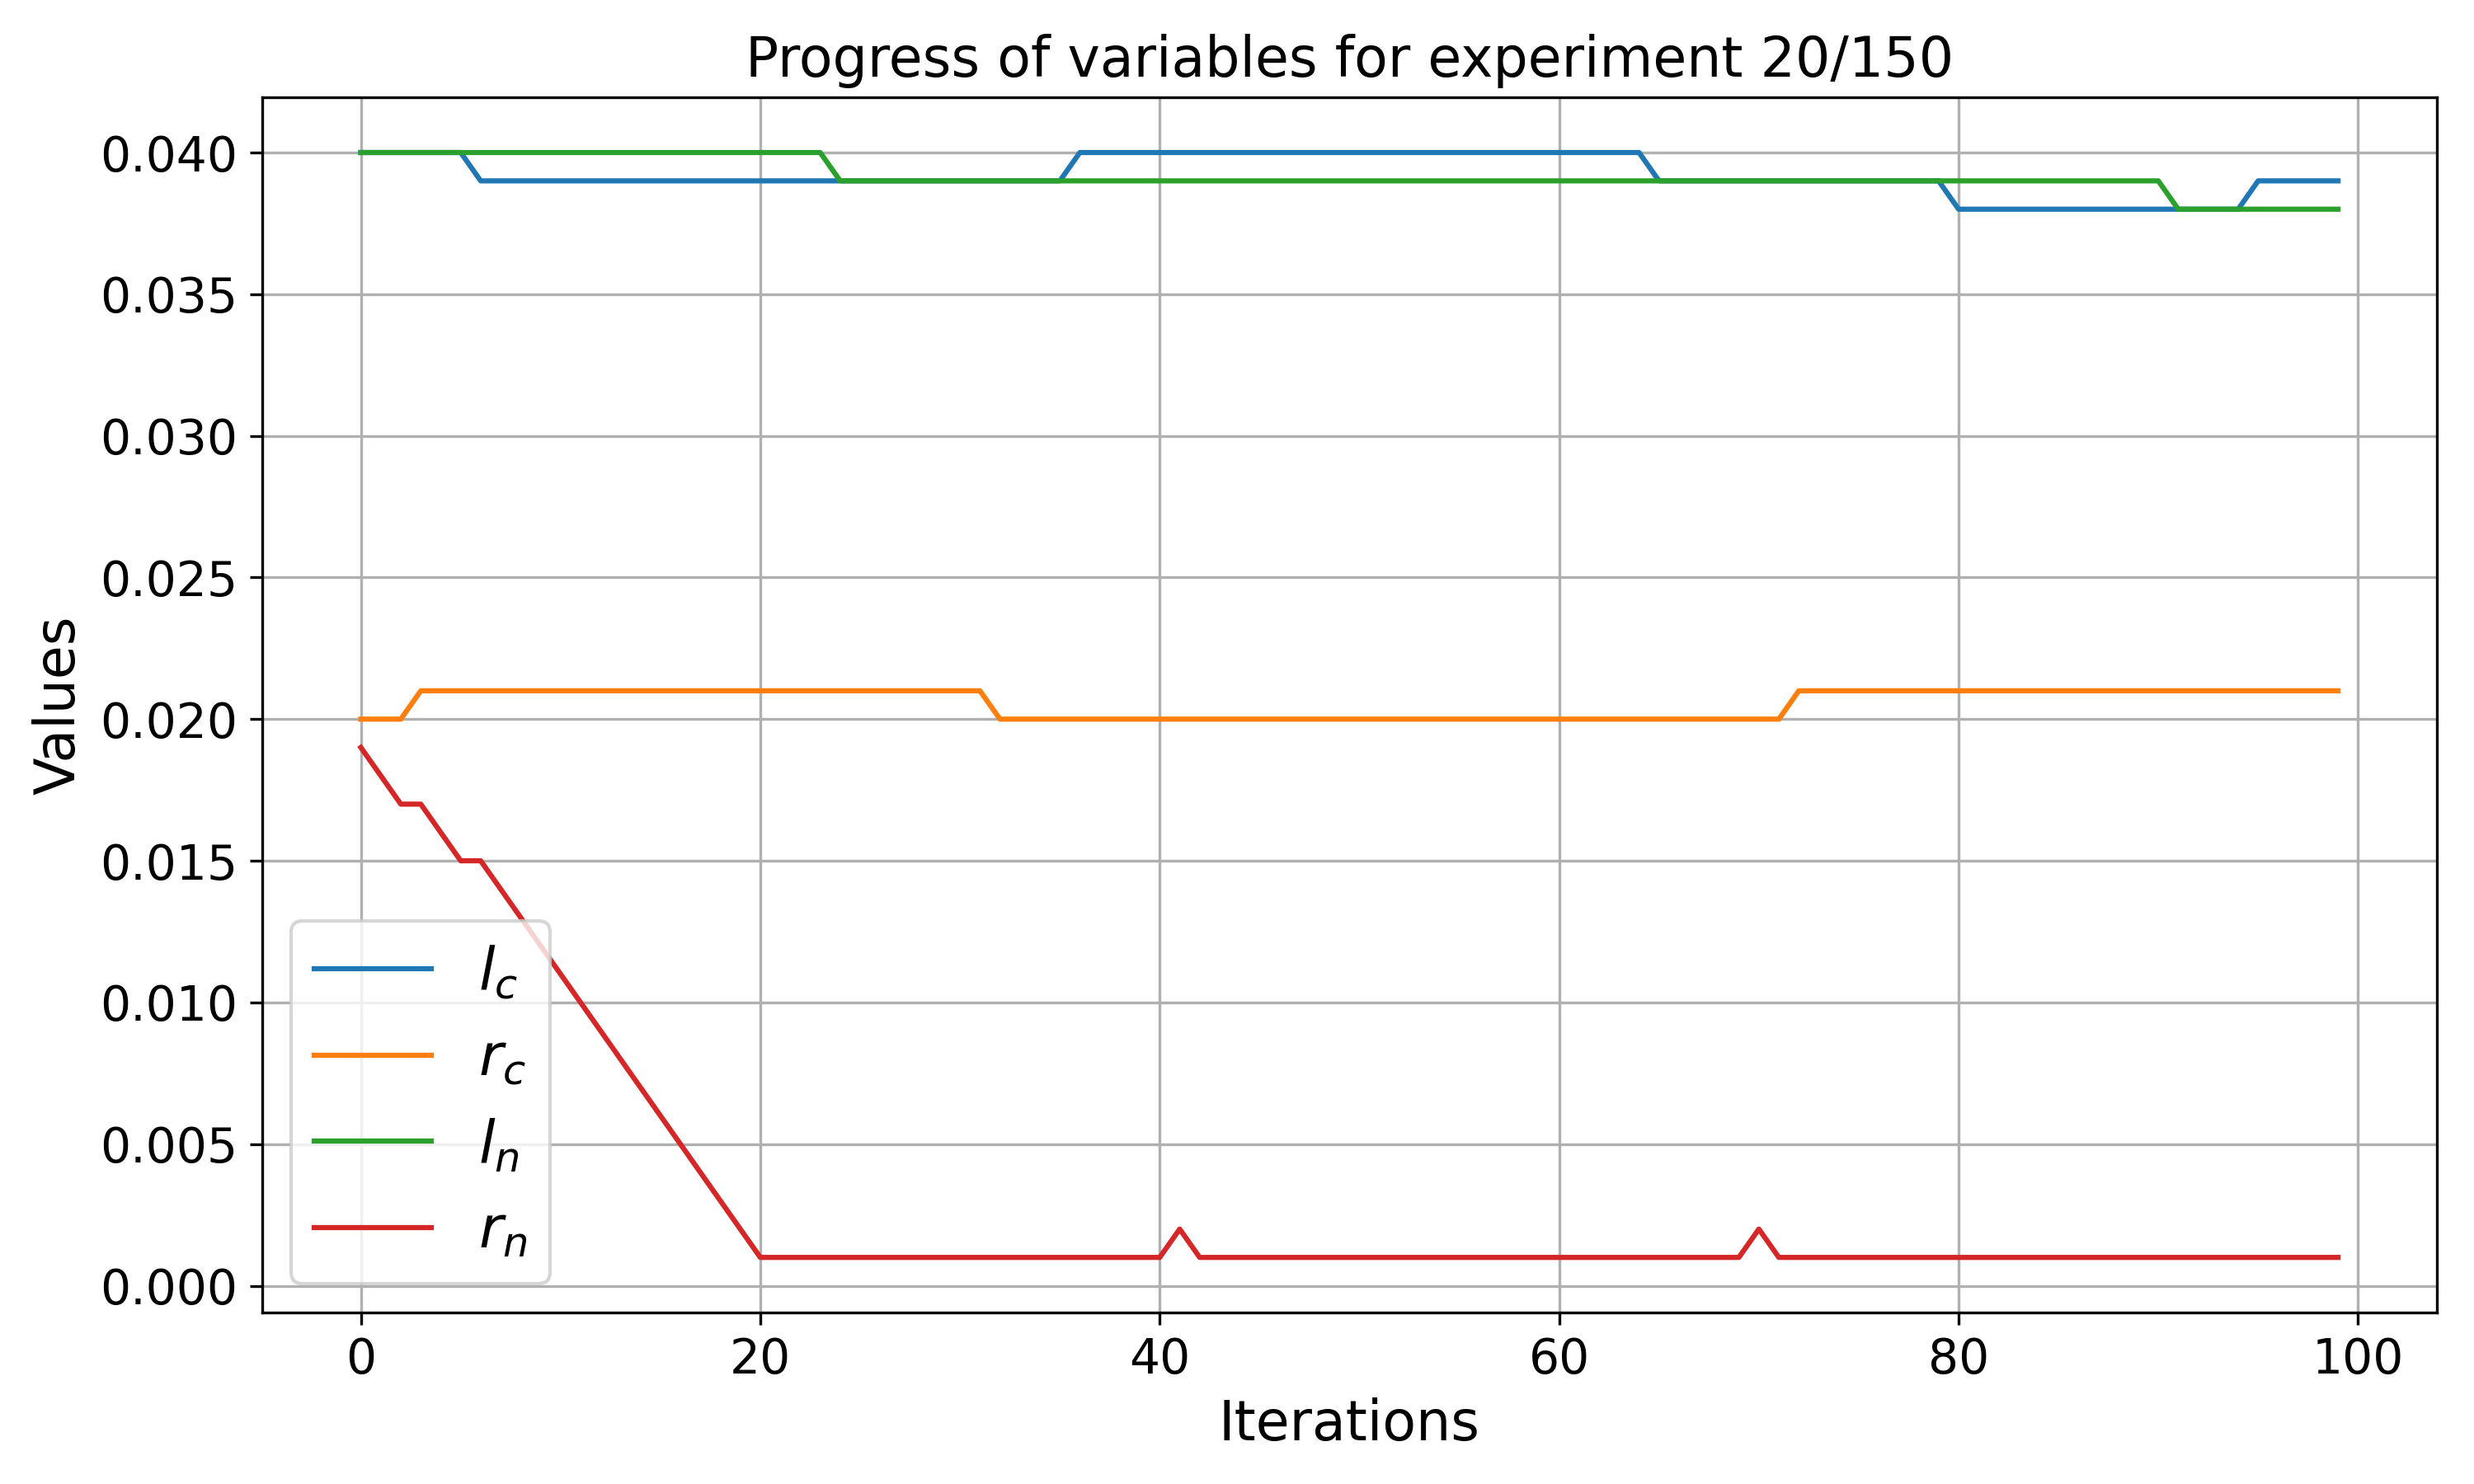 Progress of variables for experiment 20/150
0.040
0.035
0.030
0.025
0.020
0.015
0.010
0.005
0.000
Values
l_c
r_c
l_n
r_n
0 20 40 60 80 100
Iterations